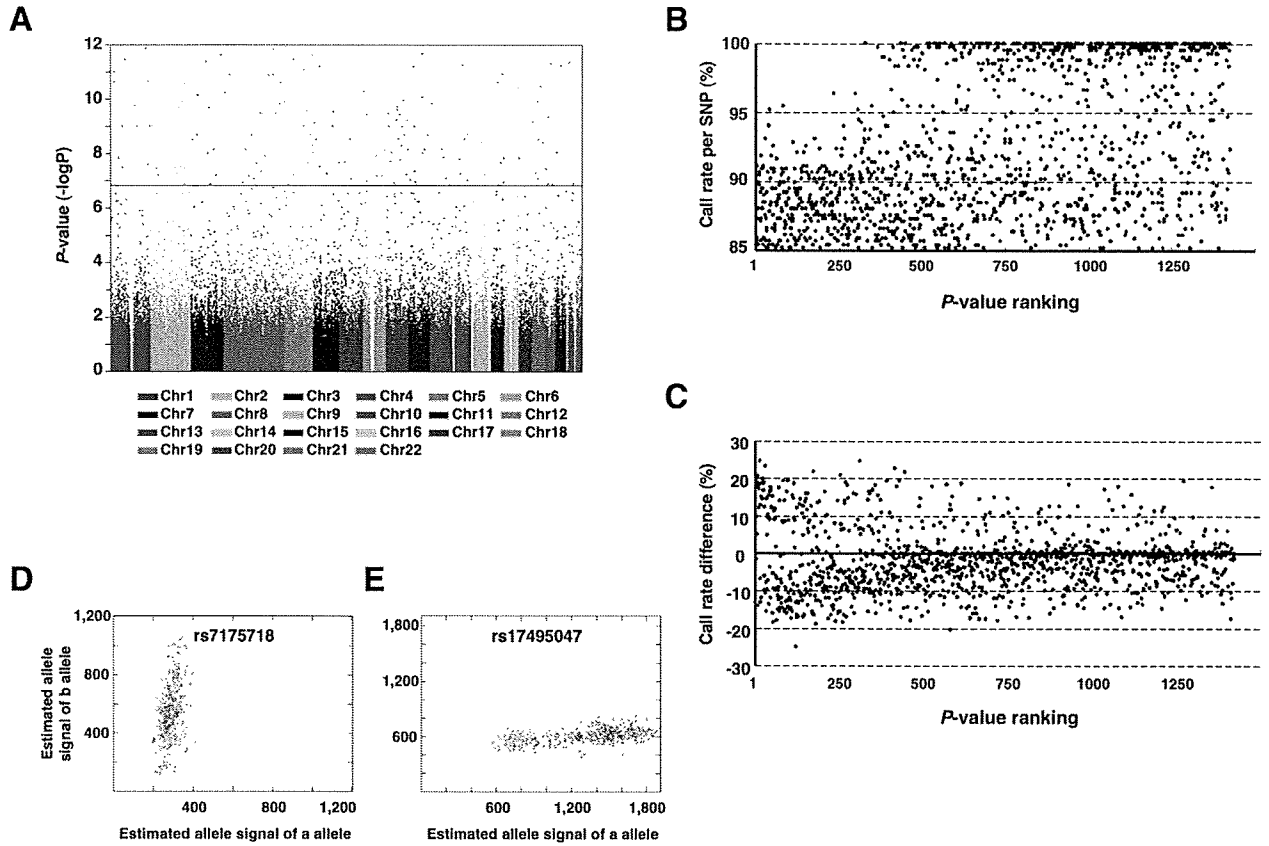 A
12
10
8
6
4
2
0
P-value (-logP)
Chr1 Chr2 Chr3 Chr4 Chr5 Chr6
Chr7 Chr8 Chr9 Chr10 Chr11 Chr12
Chr13 Chr14 Chr15 Chr16 Chr17 Chr18
Chr19 Chr20 Chr21 Chr22
B
100
95
90
85
Call rate per SNP (%)
1 250 500 750 1000 1250
P-value ranking
C
30
20
10
0
-10
-20
-30
Call rate difference (%)
1 250 500 750 1000 1250
P-value ranking
D
1,200
800
400
Estimated allele
signal of b allele
rs7175718
400 800 1,200
Estimated allele signal of a allele
E
1,800
1,200
600
rs17495047
600 1,200 1,800
Estimated allele signal of a allele